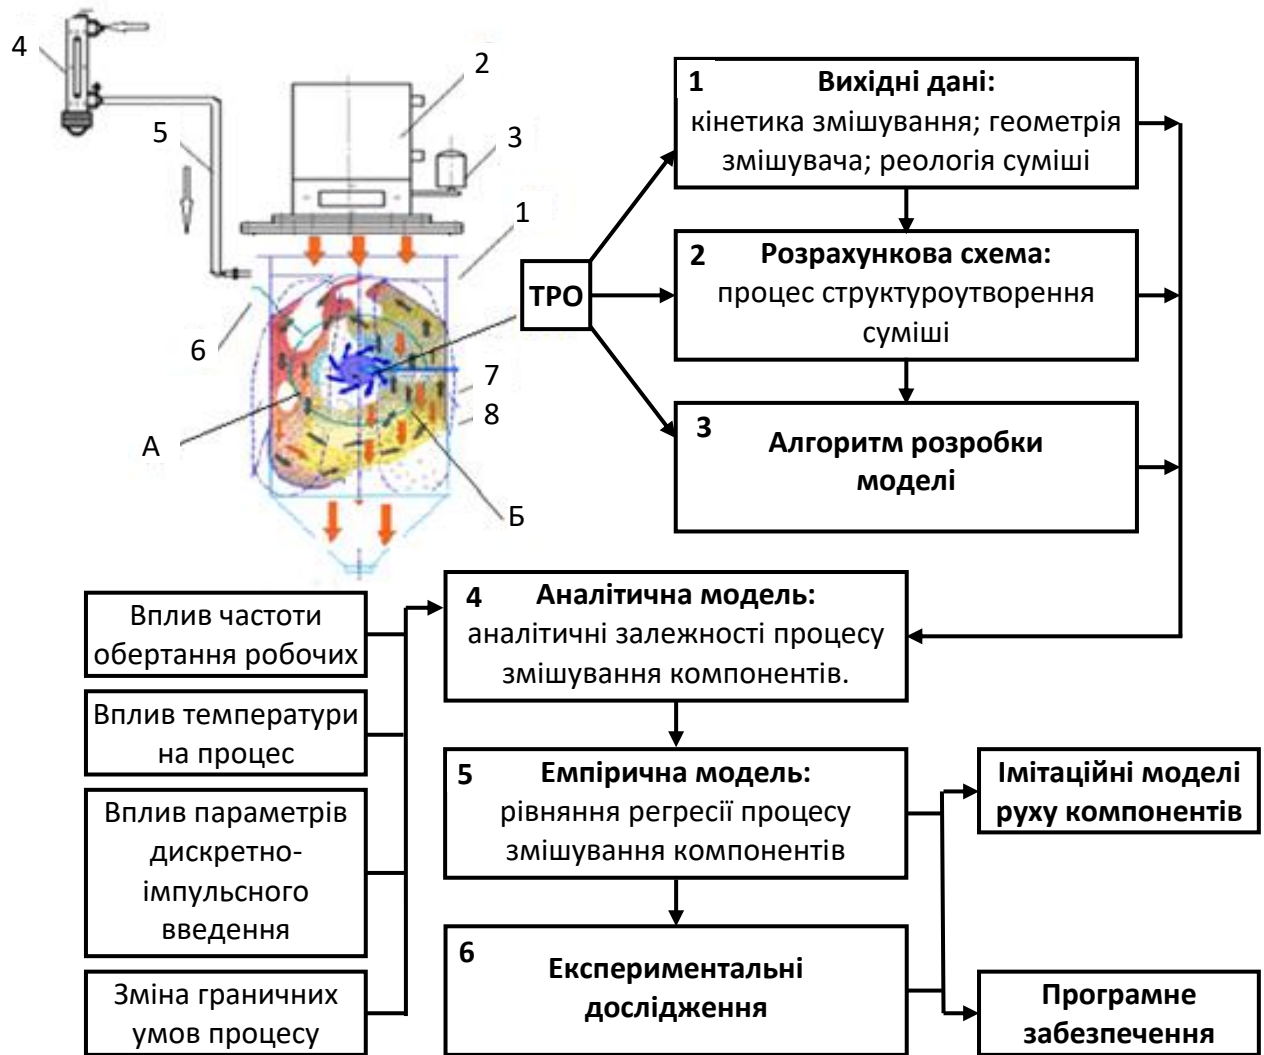 4
5
2
3
1
6
7
8
А
Б
ТРО
1 Вихідні дані:
кінетика змішування; геометрія
змішувача; реологія суміші
2 Розрахункова схема:
процес структуроутворення
суміші
3 Алгоритм розробки
моделі
4 Аналітична модель:
аналітичні залежності процесу
змішування компонентів.
Вплив частоти
обертання робочих
Вплив температури
на процес
Вплив параметрів
дискретно-
імпульсного
введення
Зміна граничних
умов процесу
5 Емпірична модель:
рівняння регресії процесу
змішування компонентів
6 Експериментальні
дослідження
Імітаційні моделі
руху компонентів
Програмне
забезпечення